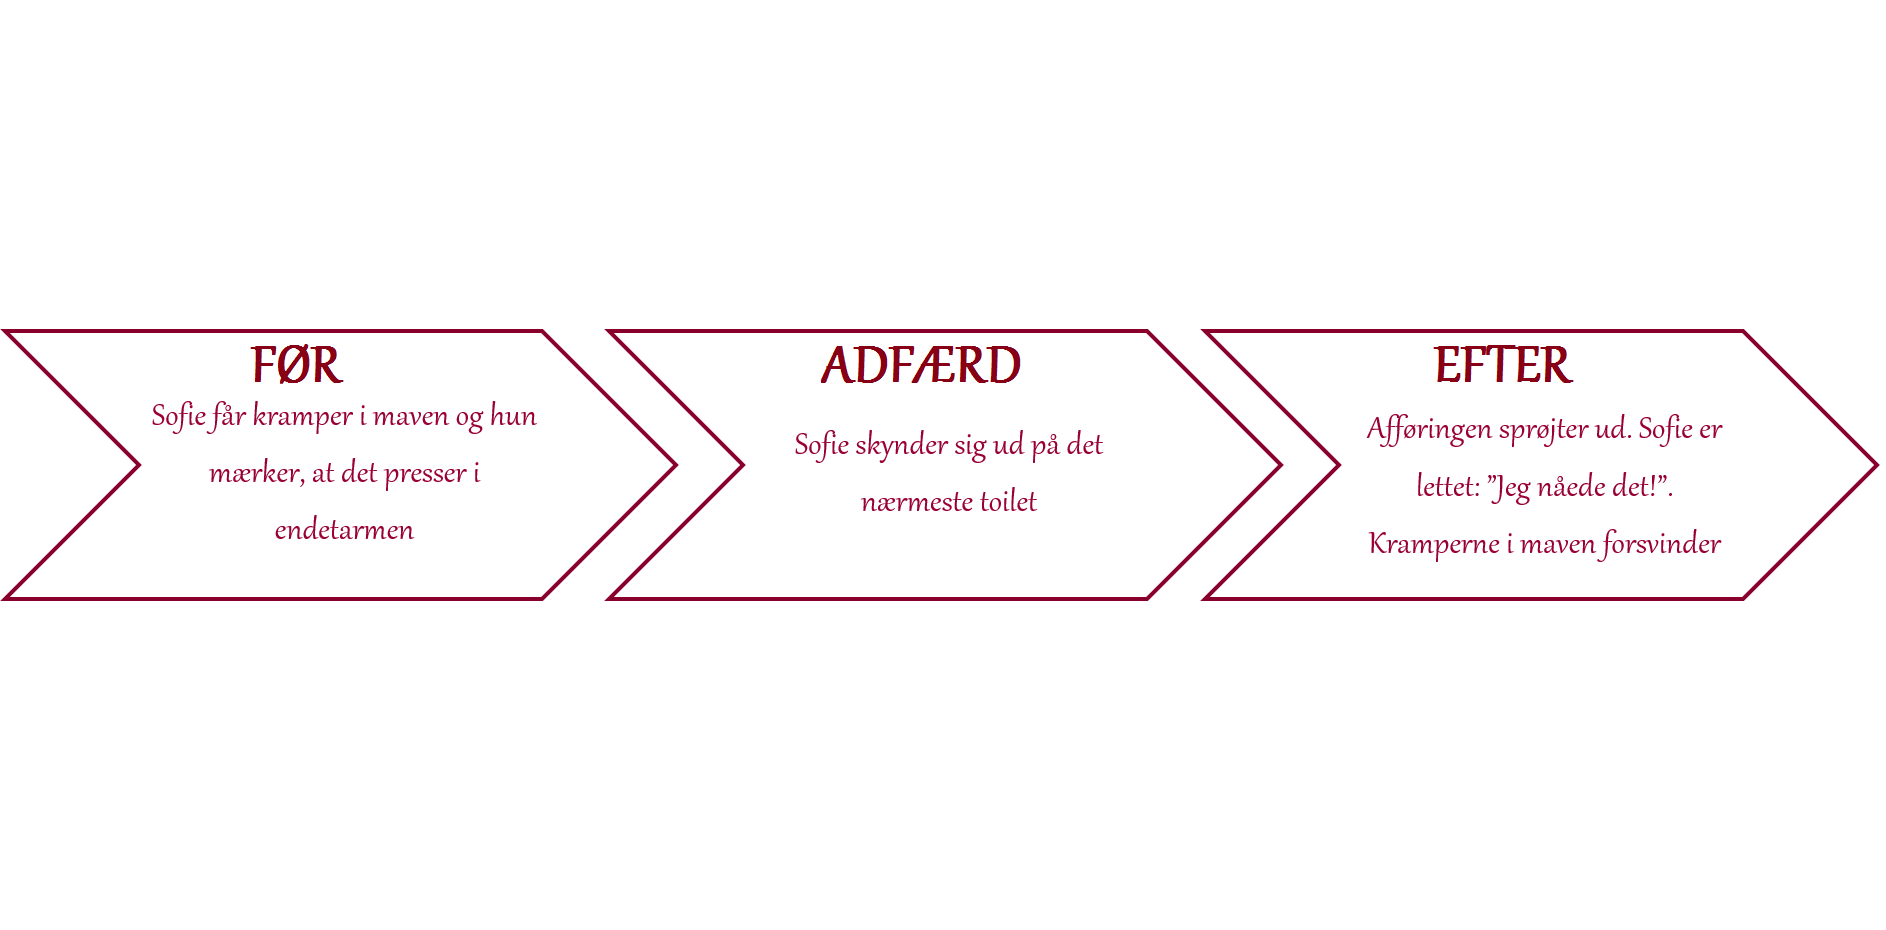 FØR
Sofie får kramper i maven og hun
mærker, at det presser i
endetarmen
ADFÆRD
Sofie skynder sig ud på det
nærmeste toilet
EFTER
Afføringen sprøjter ud. Sofie er
lettet: ”Jeg nåede det!”.
Kramperne i maven forsvinder